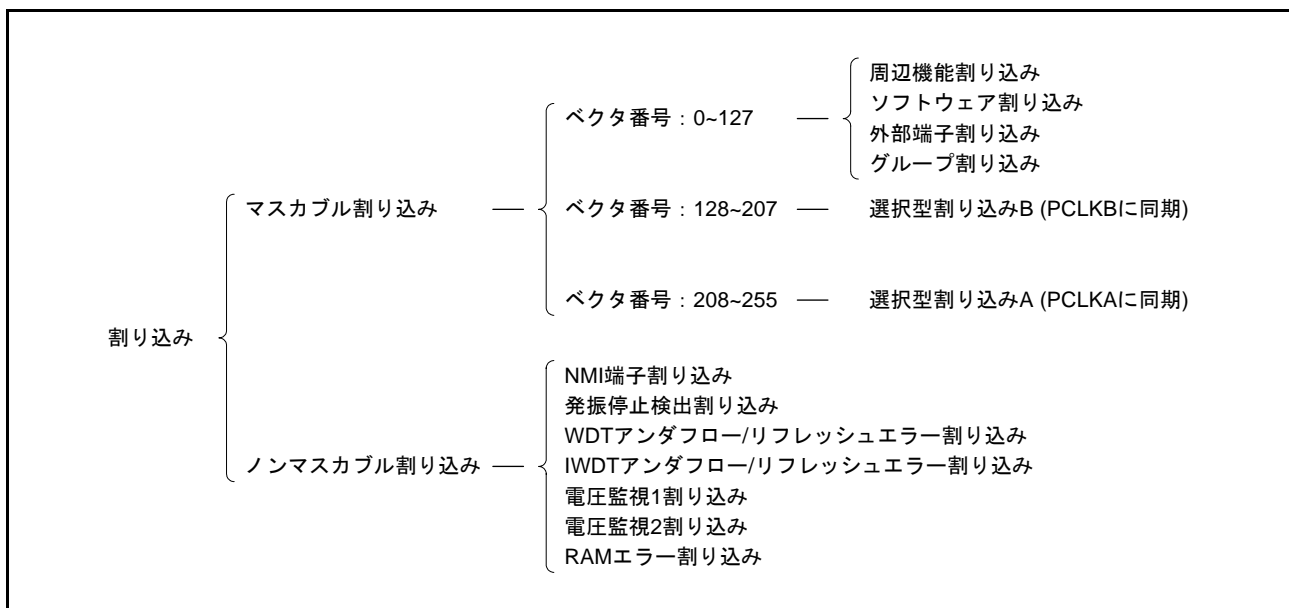 割り込み
マスカブル割り込み
ベクタ番号：0~127
周辺機能割り込み
ソフトウェア割り込み
外部端子割り込み
グループ割り込み
ベクタ番号：128~207
選択型割り込みB (PCLKBに同期)
ベクタ番号：208~255
選択型割り込みA (PCLKAに同期)
ノンマスカブル割り込み
NMI端子割り込み
発振停止検出割り込み
WDTアンダフロー/リフレッシュエラー割り込み
IWDTアンダフロー/リフレッシュエラー割り込み
電圧監視1割り込み
電圧監視2割り込み
RAMエラー割り込み